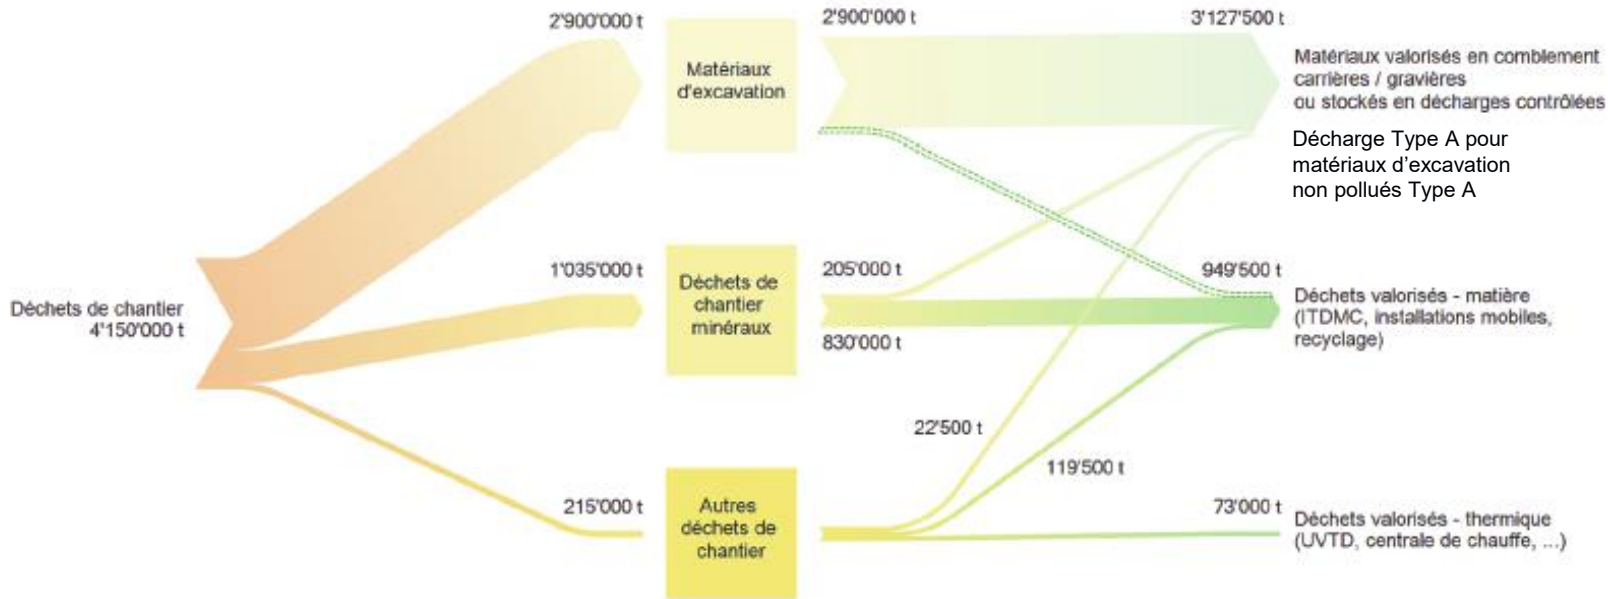 2'900'000 t
2'900'000 t
3'127'500 t
Matériaux
d'excavation
Matériaux valorisés en comblement
carrières / gravières
ou stockés en décharges contrôlées
Décharge Type A pour
matériaux d'excavation
non pollués Type A
Déchets de chantier
4'150'000 t
1'035'000 t
Déchets de
chantier
minéraux
205'000 t
830'000 t
949'500 t
Déchets valorisés - matière
(ITDMC, installations mobiles,
recyclage)
22'500 t
119'500 t
215'000 t
Autres
déchets de
chantier
73'000 t
Déchets valorisés - thermique
(UVTD, centrale de chauffe, ...)